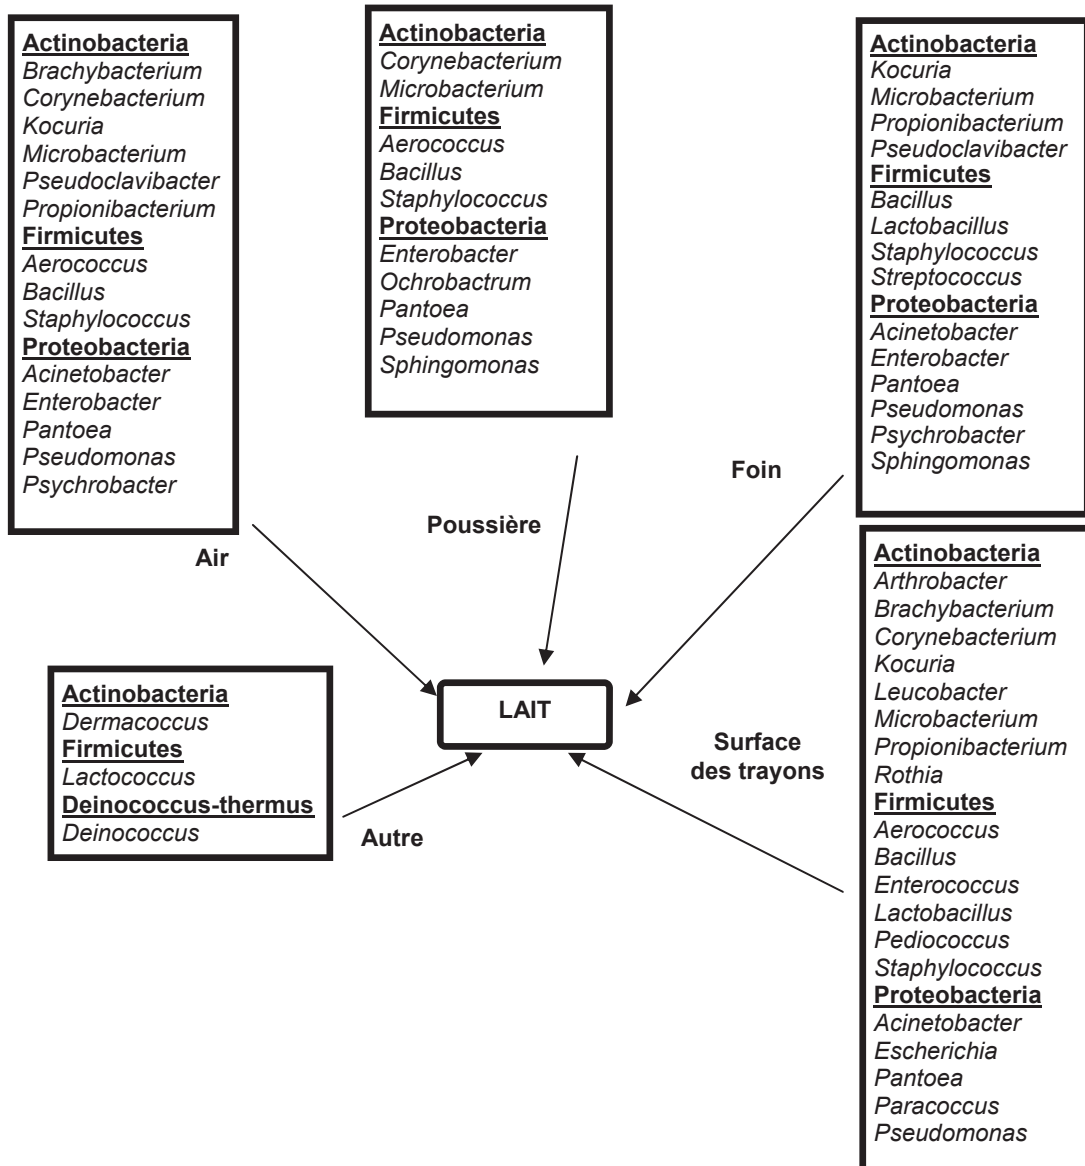 Actinobacteria
Brachybacterium
Corynebacterium
Kocuria
Microbacterium
Pseudoclavibacter
Propionibacterium
Firmicutes
Aerococcus
Bacillus
Staphylococcus
Proteobacteria
Acinetobacter
Enterobacter
Pantoea
Pseudomonas
Psychrobacter
Air
Actinobacteria
Corynebacterium
Microbacterium
Firmicutes
Aerococcus
Bacillus
Staphylococcus
Proteobacteria
Enterobacter
Ochrobactrum
Pantoea
Pseudomonas
Sphingomonas
Poussière
Actinobacteria
Kocuria
Microbacterium
Propionibacterium
Pseudoclavibacter
Firmicutes
Bacillus
Lactobacillus
Staphylococcus
Streptococcus
Proteobacteria
Acinetobacter
Enterobacter
Pantoea
Pseudomonas
Psychrobacter
Sphingomonas
Foin
Actinobacteria
Dermacoccus
Firmicutes
Lactococcus
Deinococcus-thermus
Deinococcus
Autre
LAIT
Surface
des trayons
Actinobacteria
Arthrobacter
Brachybacterium
Corynebacterium
Kocuria
Leucobacter
Microbacterium
Propionibacterium
Rothia
Firmicutes
Aerococcus
Bacillus
Enterococcus
Lactobacillus
Pediococcus
Staphylococcus
Proteobacteria
Acinetobacter
Escherichia
Pantoea
Paracoccus
Pseudomonas